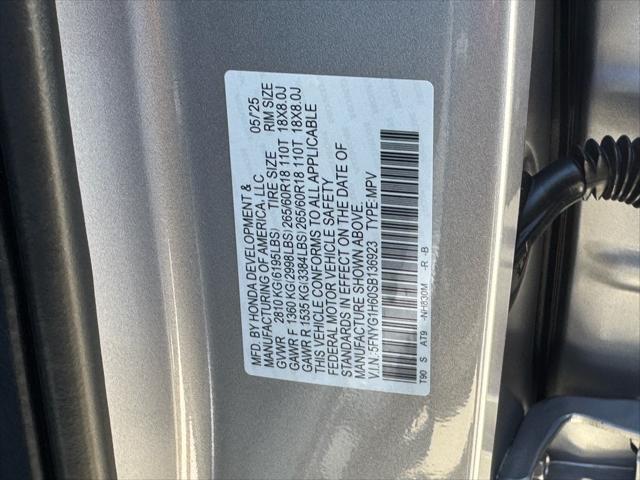 MFD. BY HONDA DEVELOPMENT & 05/25
MANUFACTURING OF AMERICA, LLC
GVWR 2810 KG(6195LBS) TIRE SIZE RIM SIZE
GAWR F 1360 KG(2998LBS)265/60R18 110T 18X8.0J
GAWR R 1535 KG(3384LBS)265/60R18 110T 18X8.0J
THIS VEHICLE CONFORMS TO ALL APPLICABLE
FEDERAL MOTOR VEHICLE SAFETY
STANDARDS IN EFFECT ON THE DATE OF
MANUFACTURE SHOWN ABOVE.
V.I.N.:5FNYG1H60SB136923 TYPE:MPV
T90 S AT9 -NH830M -R -B